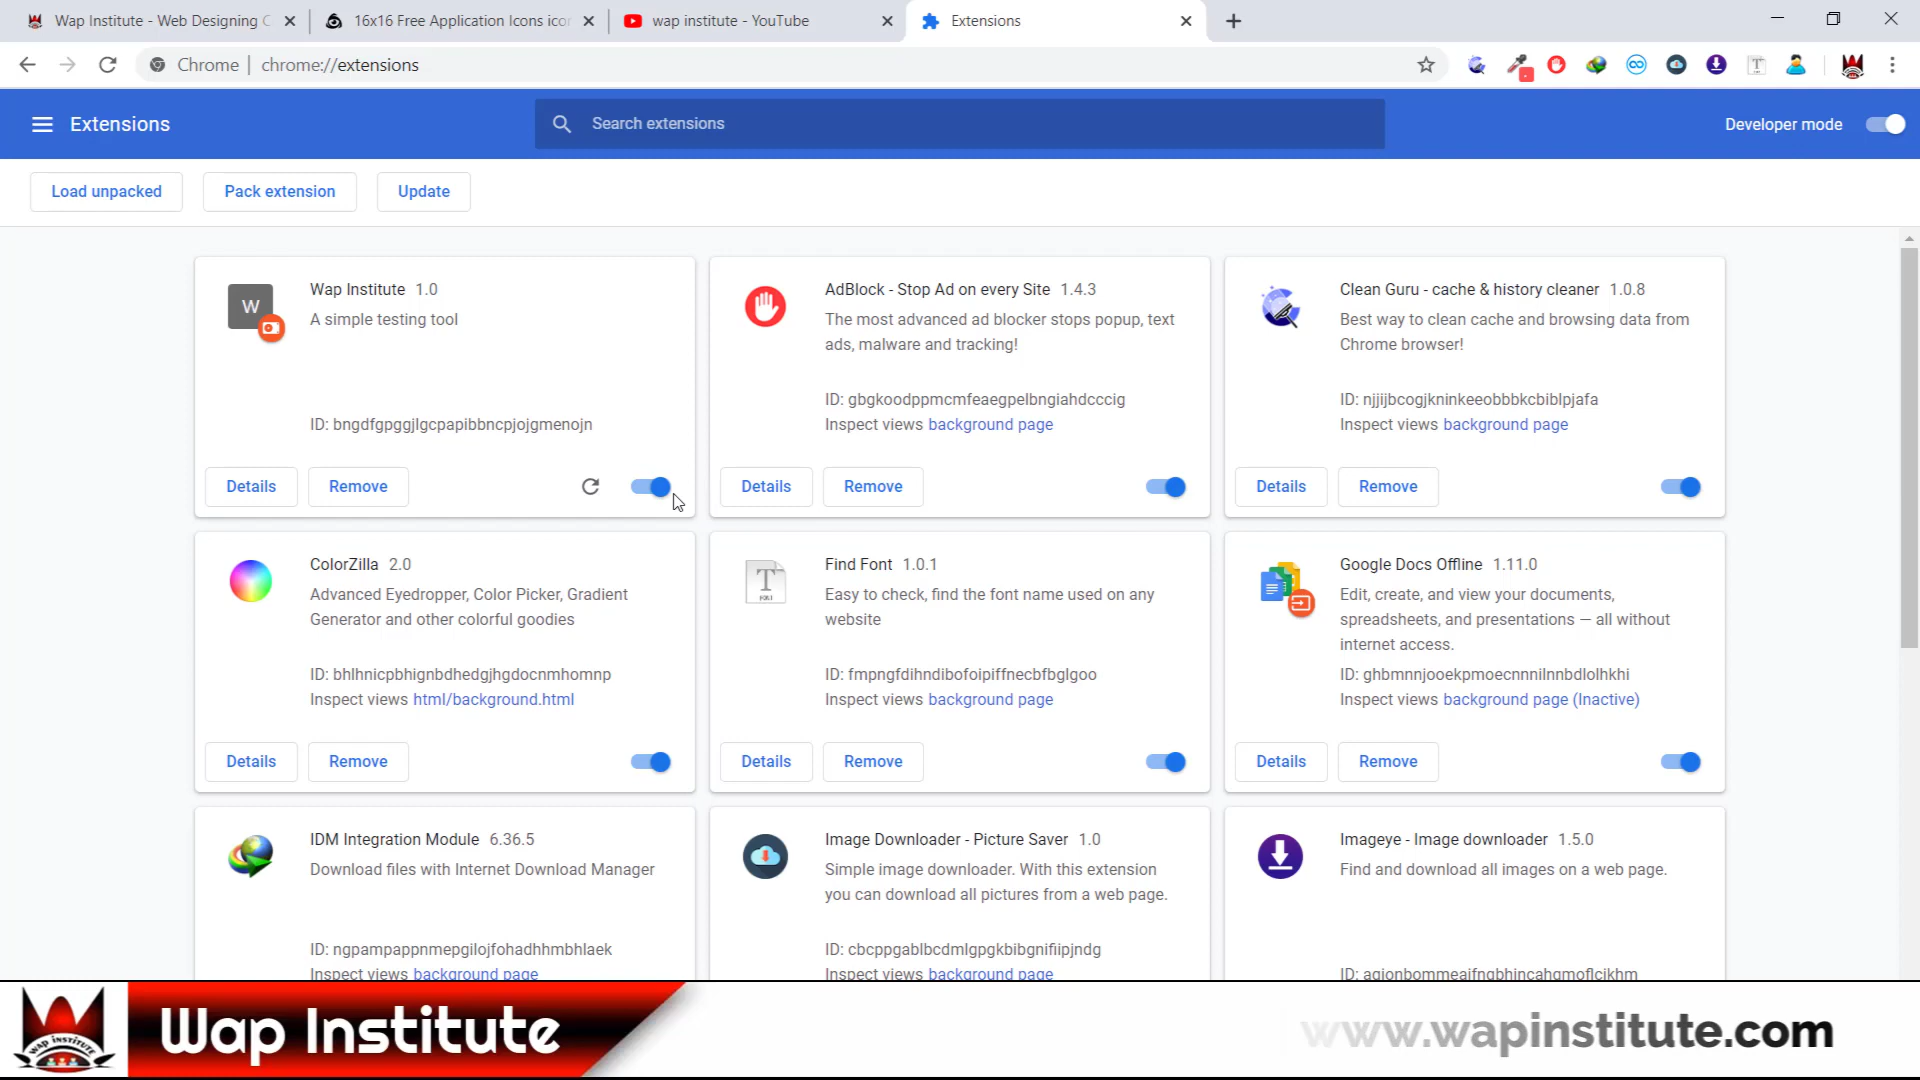 Wap Institute - Web Designing C
16x16 Free Application Icons icon
wap institute - YouTube
Extensions
Chrome
chrome://extensions
Extensions
Search extensions
Developer mode
Load unpacked
Pack extension
Update
W
Wap Institute 1.0
A simple testing tool
ID: bngdfgpggjlgcpapibbncpjojgmenojn
Details
Remove
AdBlock - Stop Ad on every Site 1.4.3
The most advanced ad blocker stops popup, text
ads, malware and tracking!
ID: gbgkoodppmcmfeaegpelbngiahdcccig
Inspect views background page
Details
Remove
Clean Guru - cache & history cleaner 1.0.8
Best way to clean cache and browsing data from
Chrome browser!
ID: njjijbcogjkninkeeobbbkcbiblpjafa
Inspect views background page
Details
Remove
ColorZilla 2.0
Advanced Eyedropper, Color Picker, Gradient
Generator and other colorful goodies
ID: bhlhnicpbhignbdhedgjhgdocnmhomnp
Inspect views html/background.html
Details
Remove
T
FONT
Find Font 1.0.1
Easy to check, find the font name used on any
website
ID: fmpngfdihndibofoipiffnecbfbglgoo
Inspect views background page
Details
Remove
Google Docs Offline 1.11.0
Edit, create, and view your documents,
spreadsheets, and presentations — all without
internet access.
ID: ghbmnnjooekpmoecnnnilnnbdlolhkhi
Inspect views background page (Inactive)
Details
Remove
IDM Integration Module 6.36.5
Download files with Internet Download Manager
ID: ngpampappnmepgilojfohadhhmbhlaek
Inspect views background page
Image Downloader - Picture Saver 1.0
Simple image downloader. With this extension
you can download all pictures from a web page.
ID: cbcppgablbcdmlgpgkbibgnifiipjndg
Inspect views background page
Imageye - Image downloader 1.5.0
Find and download all images on a web page.
ID: agionbommeaifngbhincahgmoflcikhm
WAP INSTITUTE
Wap Institute
www.wapinstitute.com